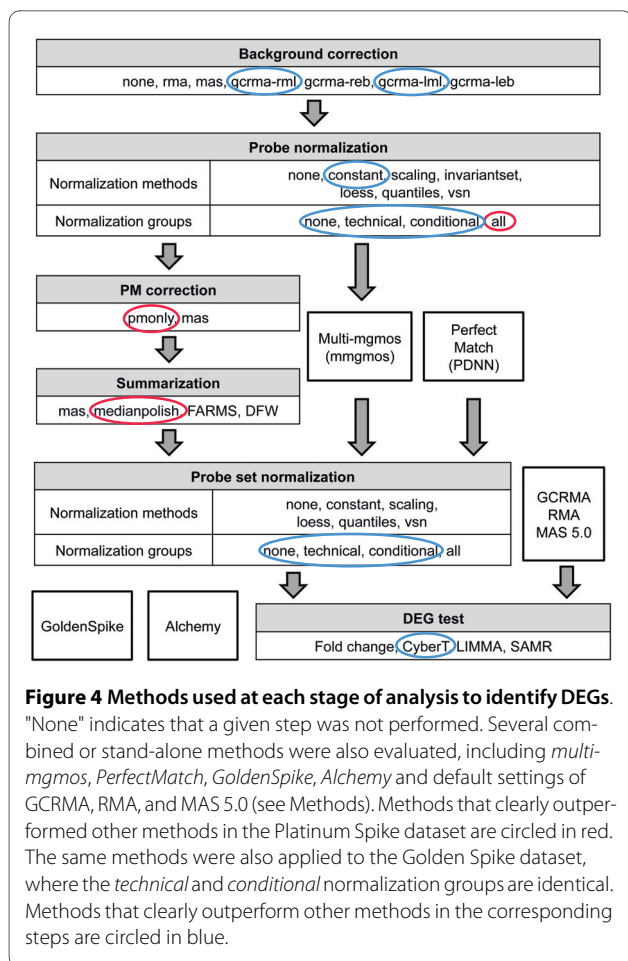 Background correction
none, rma, mas, gcrma-rml, gcrma-reb, gcrma-lml, gcrma-leb
Probe normalization
Normalization methods
none, constant, scaling, invariantset,
loess, quantiles, vsn
Normalization groups
none, technical, conditional, all
PM correction
pmonly, mas
Summarization
mas, medianpolish, FARMS, DFW
Multi-mgmos
(mmgmos)
Perfect
Match
(PDNN)
Probe set normalization
Normalization methods
none, constant, scaling,
loess, quantiles, vsn
Normalization groups
none, technical, conditional, all
GCRMA
RMA
MAS 5.0
GoldenSpike
Alchemy
DEG test
Fold change, CyberT, LIMMA, SAMR
Figure 4 Methods used at each stage of analysis to identify DEGs.
"None" indicates that a given step was not performed. Several com-
bined or stand-alone methods were also evaluated, including multi-
mgmos, PerfectMatch, GoldenSpike, Alchemy and default settings of
GCRMA, RMA, and MAS 5.0 (see Methods). Methods that clearly outper-
formed other methods in the Platinum Spike dataset are circled in red.
The same methods were also applied to the Golden Spike dataset,
where the technical and conditional normalization groups are identical.
Methods that clearly outperform other methods in the corresponding
steps are circled in blue.